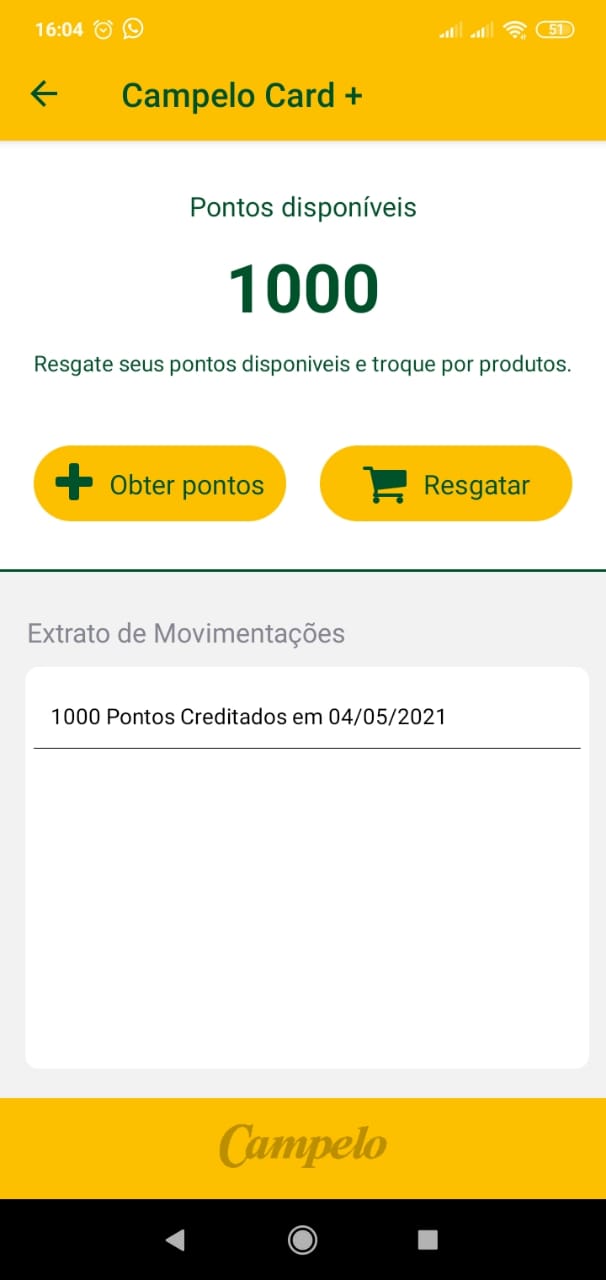 16:04
51
Campelo Card +
Pontos disponíveis
1000
Resgate seus pontos disponiveis e troque por produtos.
Obter pontos
Resgatar
Extrato de Movimentações
1000 Pontos Creditados em 04/05/2021
Campelo